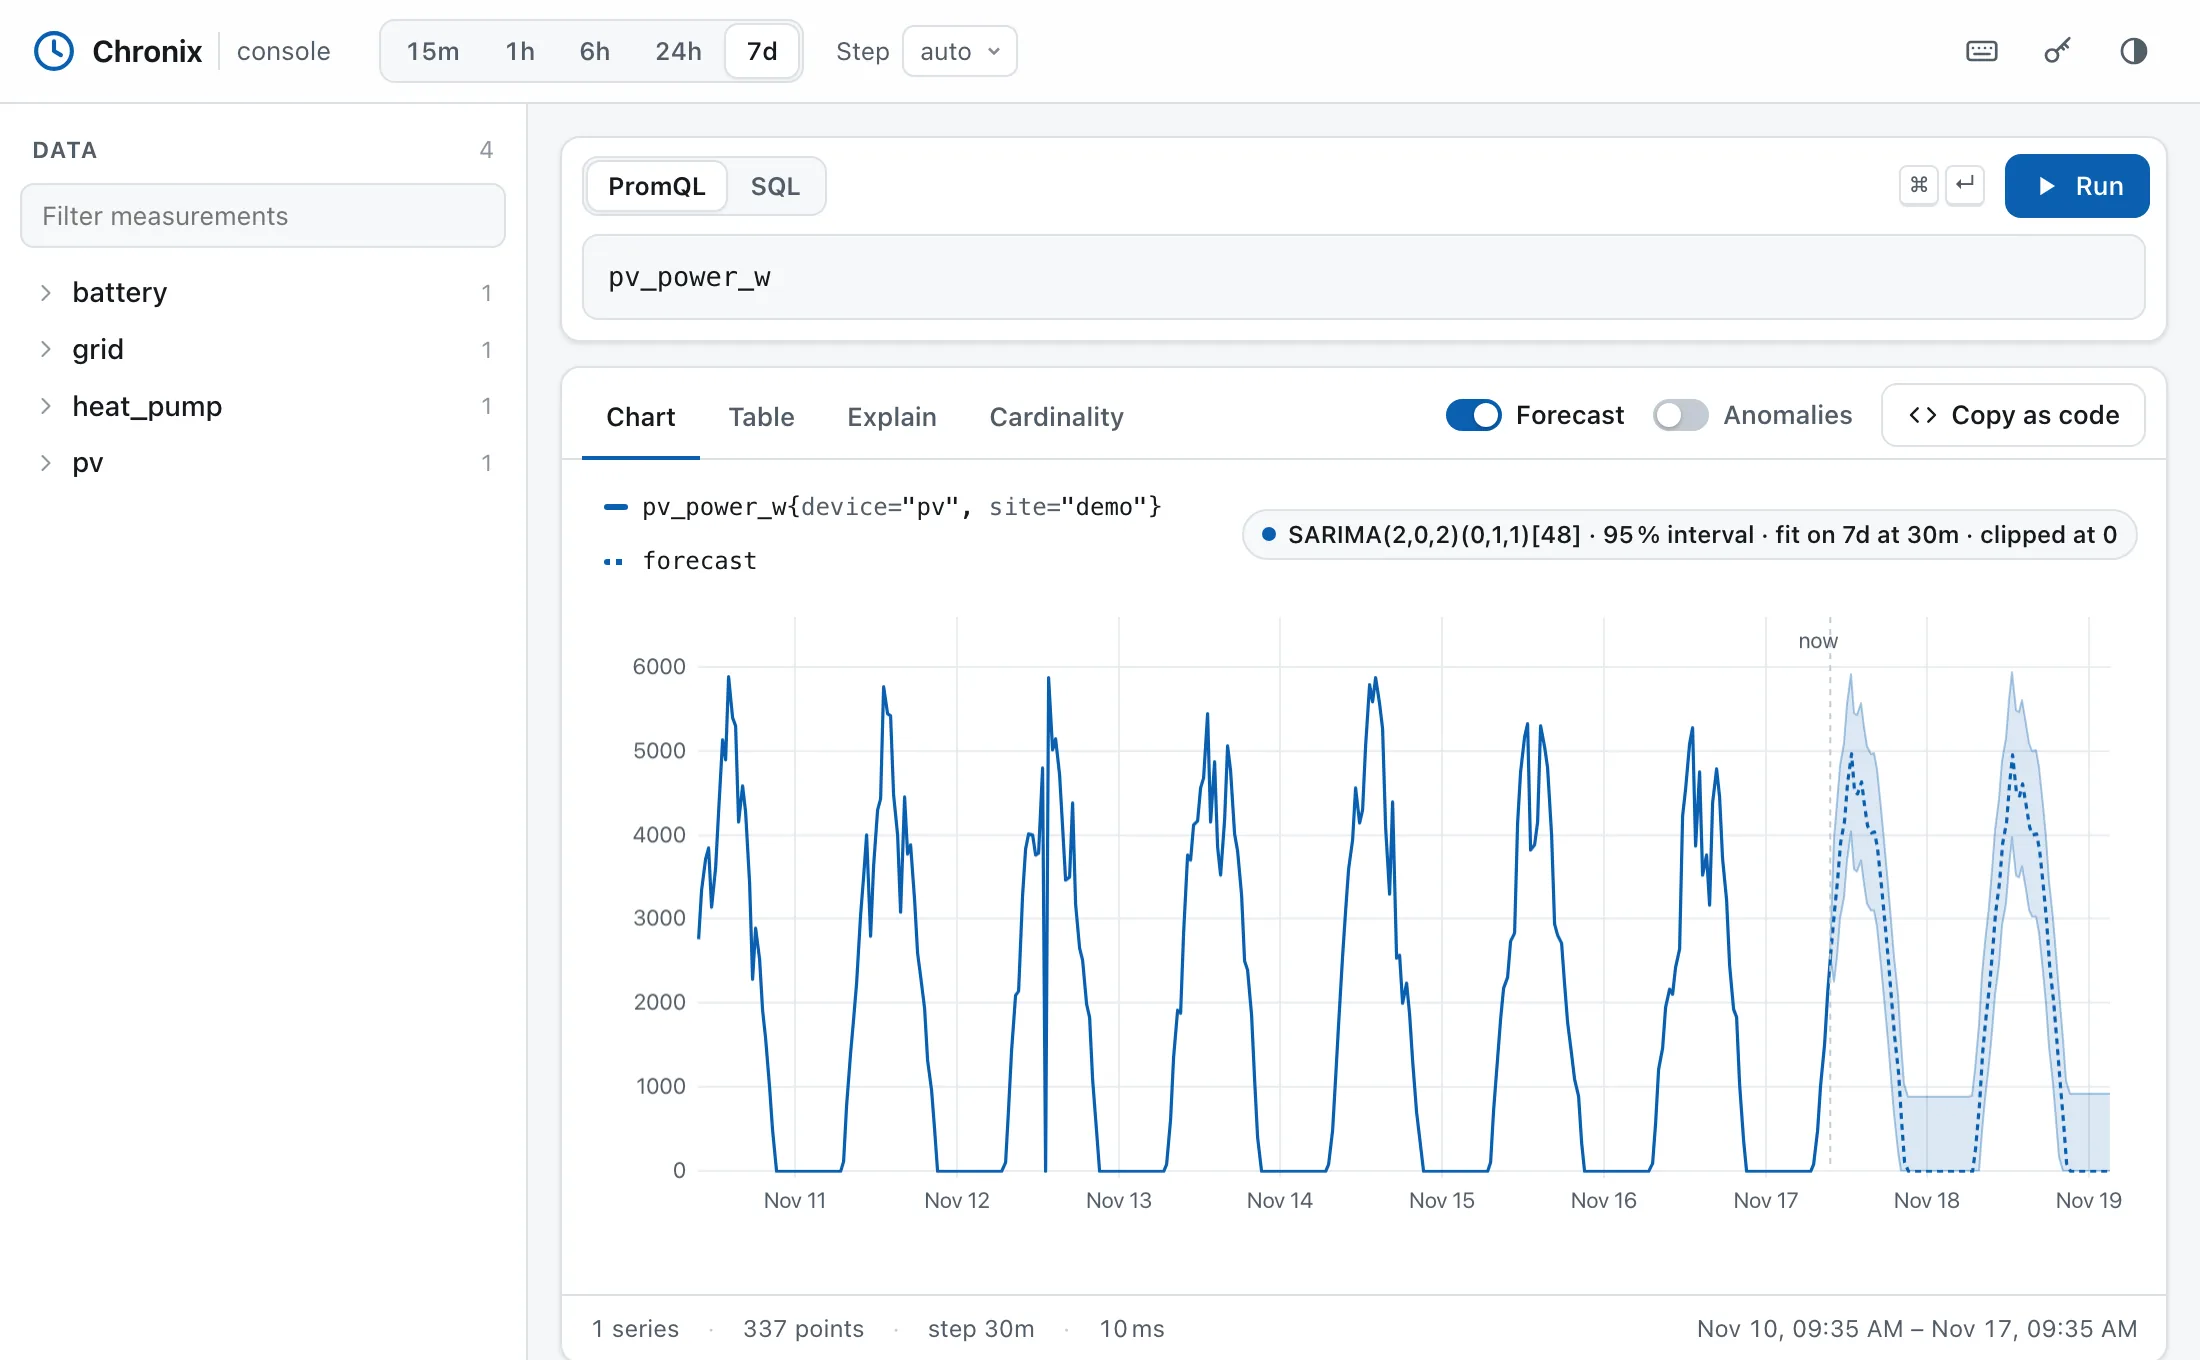 Chronix console 15m 1h 6h 24h 7d Step auto
DATA 4
Filter measurements
battery 1
grid 1
heat_pump 1
pv 1
PromQL SQL ⌘ ↵ Run
pv_power_w
Chart Table Explain Cardinality Forecast Anomalies <> Copy as code
pv_power_w{device="pv", site="demo"}
forecast
SARIMA(2,0,2)(0,1,1)[48] · 95 % interval · fit on 7d at 30m · clipped at 0
now
6000
5000
4000
3000
2000
1000
0
Nov 11 Nov 12 Nov 13 Nov 14 Nov 15 Nov 16 Nov 17 Nov 18 Nov 19
1 series · 337 points · step 30m · 10 ms Nov 10, 09:35 AM – Nov 17, 09:35 AM